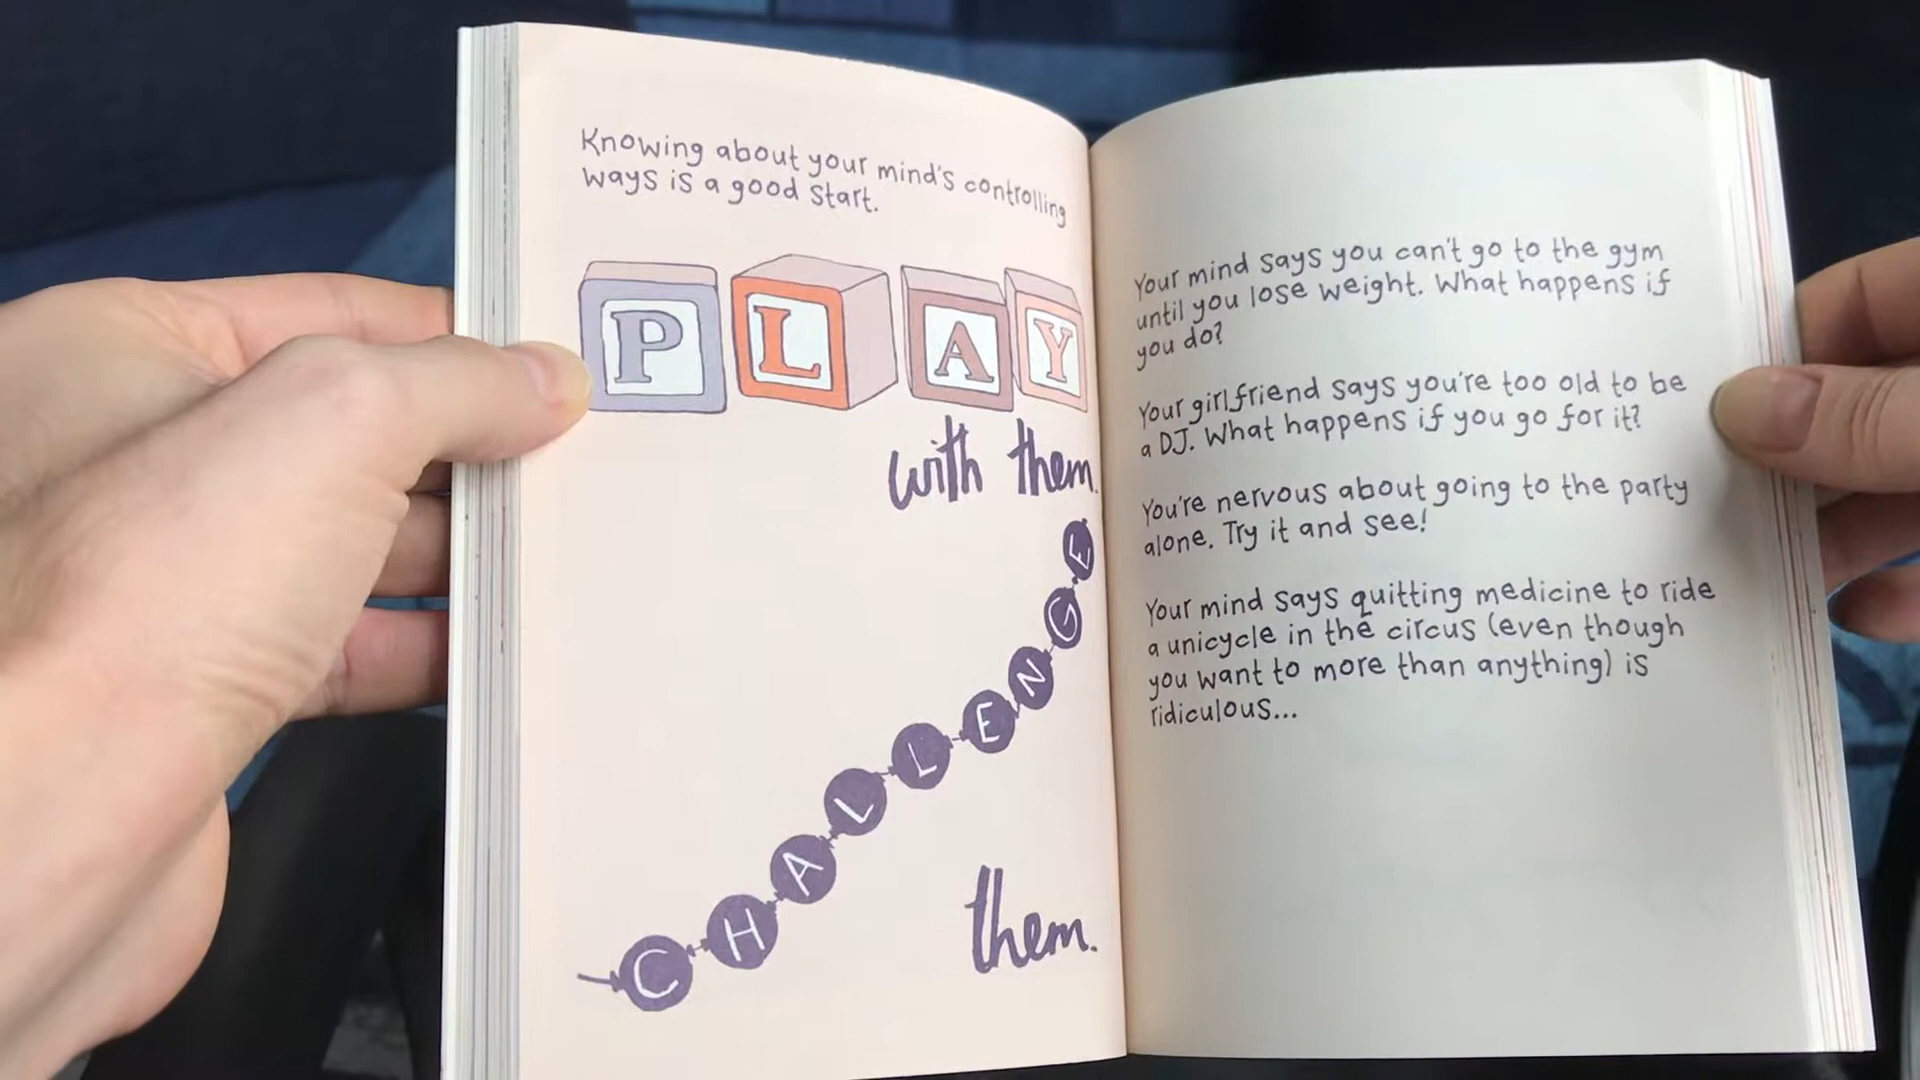 Knowing about your mind's controlling
ways is a good start.
PLAY
with them.
CHALLENGE
them.
Your mind says you can't go to the gym
until you lose weight. What happens if
you do?
Your girlfriend says you're too old to be
a DJ. What happens if you go for it?
You're nervous about going to the party
alone. Try it and see!
Your mind says quitting medicine to ride
a unicycle in the circus (even though
you want to more than anything) is
ridiculous...